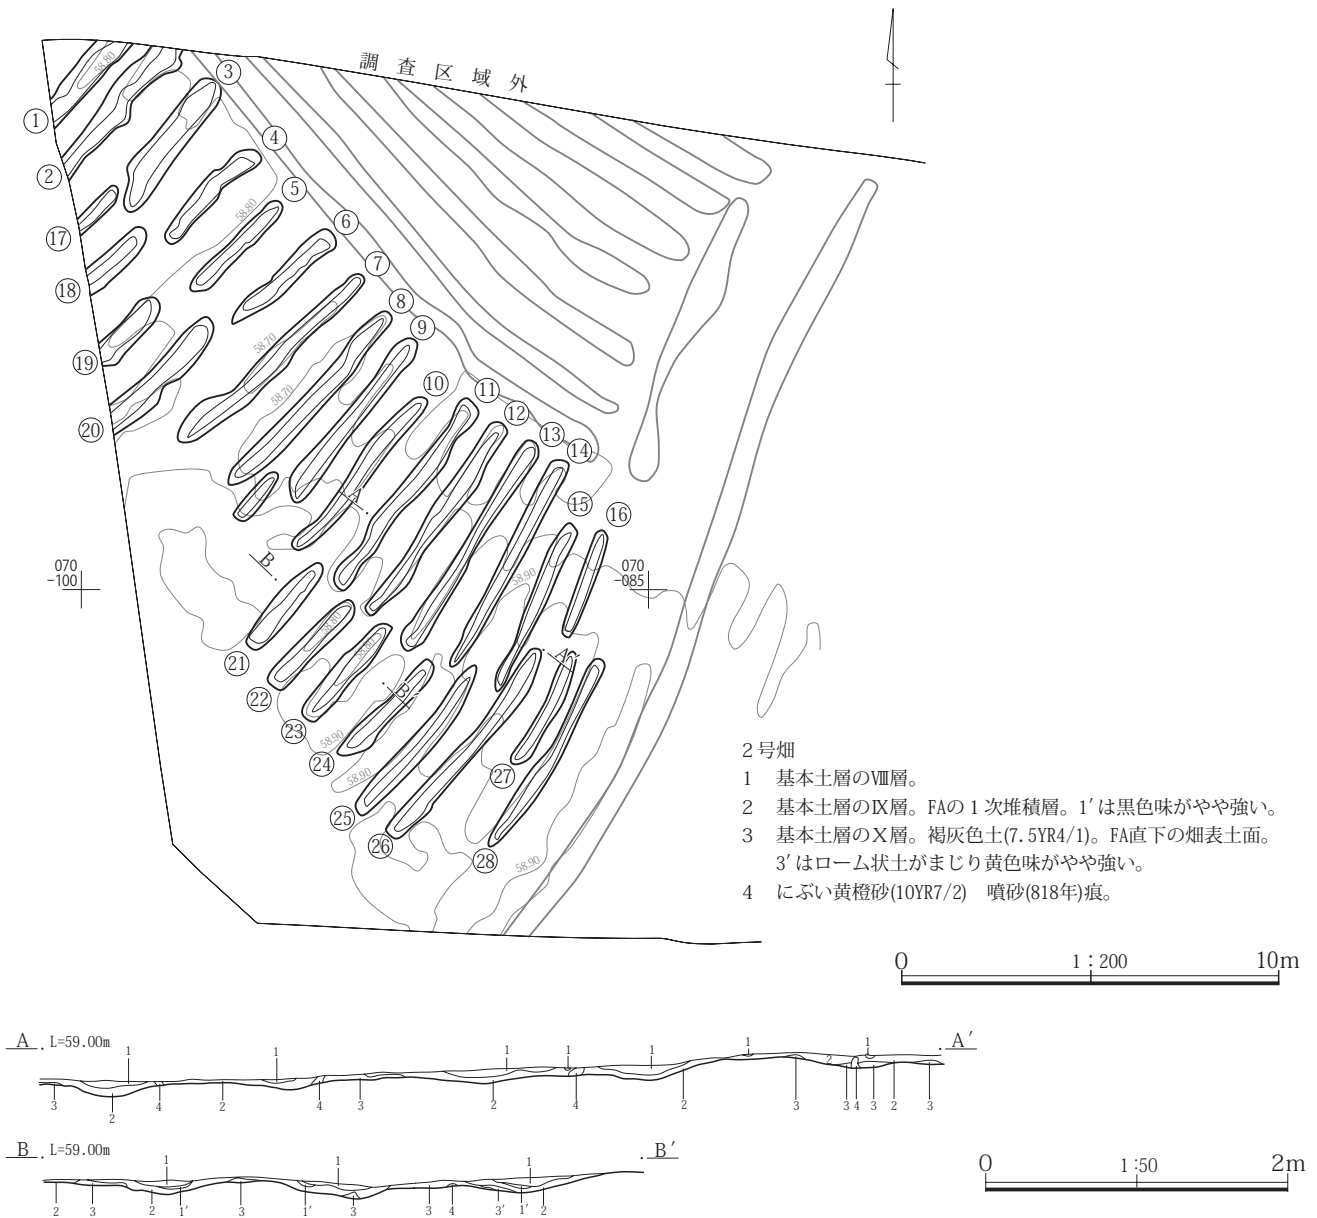 調査区域外
58.80
③
①
④
②
⑤
58.80
⑥
⑰
⑦
⑱
⑧
⑨
58.70
⑲
⑩
⑪
58.70
⑫
⑳
⑬
⑭
A
⑮
⑯
B
070
-100
070
-085
58.90
58.80
58.80
㉑
A′
㉒
B′
㉓
58.90
㉔
58.90
㉗
㉕
㉖
㉘
58.90
2号畑
1 基本土層のⅧ層。
2 基本土層のⅨ層。FAの1次堆積層。1′は黒色味がやや強い。
3 基本土層のⅩ層。褐灰色土(7.5YR4/1)。FA直下の畑表土面。
3′はローム状土がまじり黄色味がやや強い。
4 にぶい黄橙砂(10YR7/2) 噴砂(818年)痕。
0 1:200 10m
A L=59.00m A′
1 1 1 1 1 1 1
2
3 2 4 2 4 3 2 4 2 3 3 4 3 2 3
B L=59.00m B′
1 1 1
2 3 2 1′ 3 1′ 3 3 4 3′ 1′ 2
0 1:50 2m